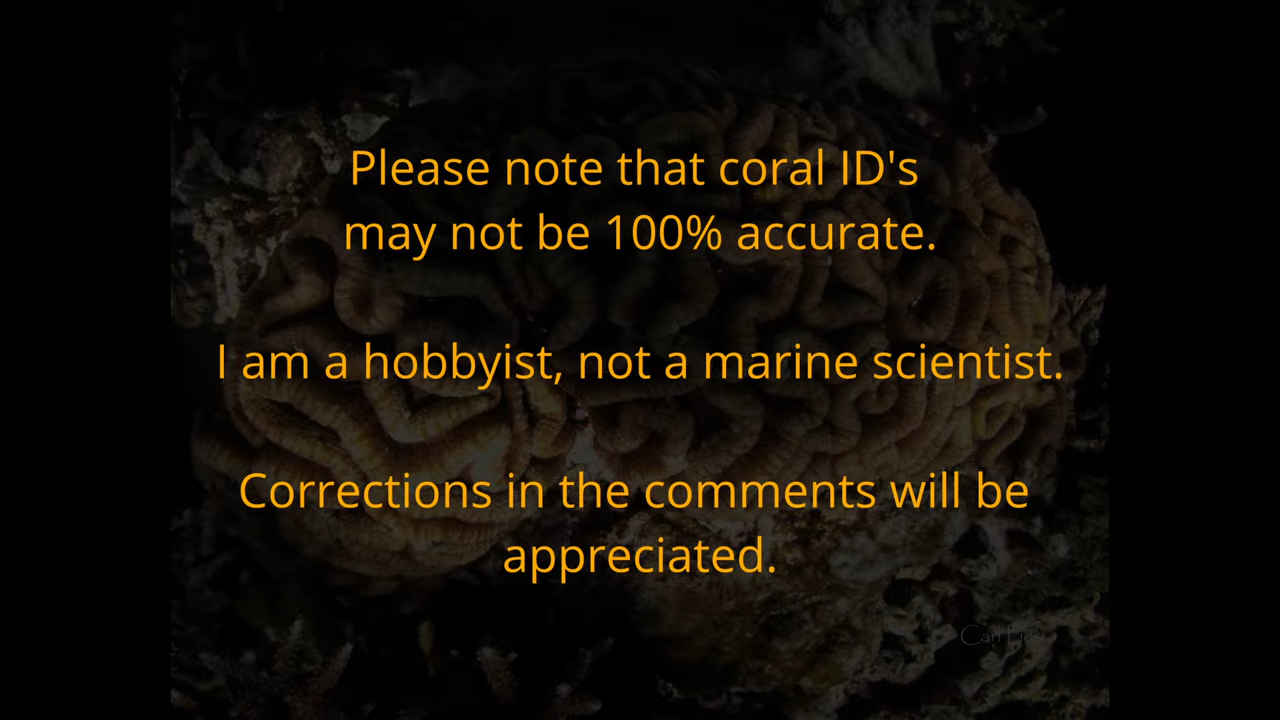 Please note that coral ID's
may not be 100% accurate.
I am a hobbyist, not a marine scientist.
Corrections in the comments will be
appreciated.